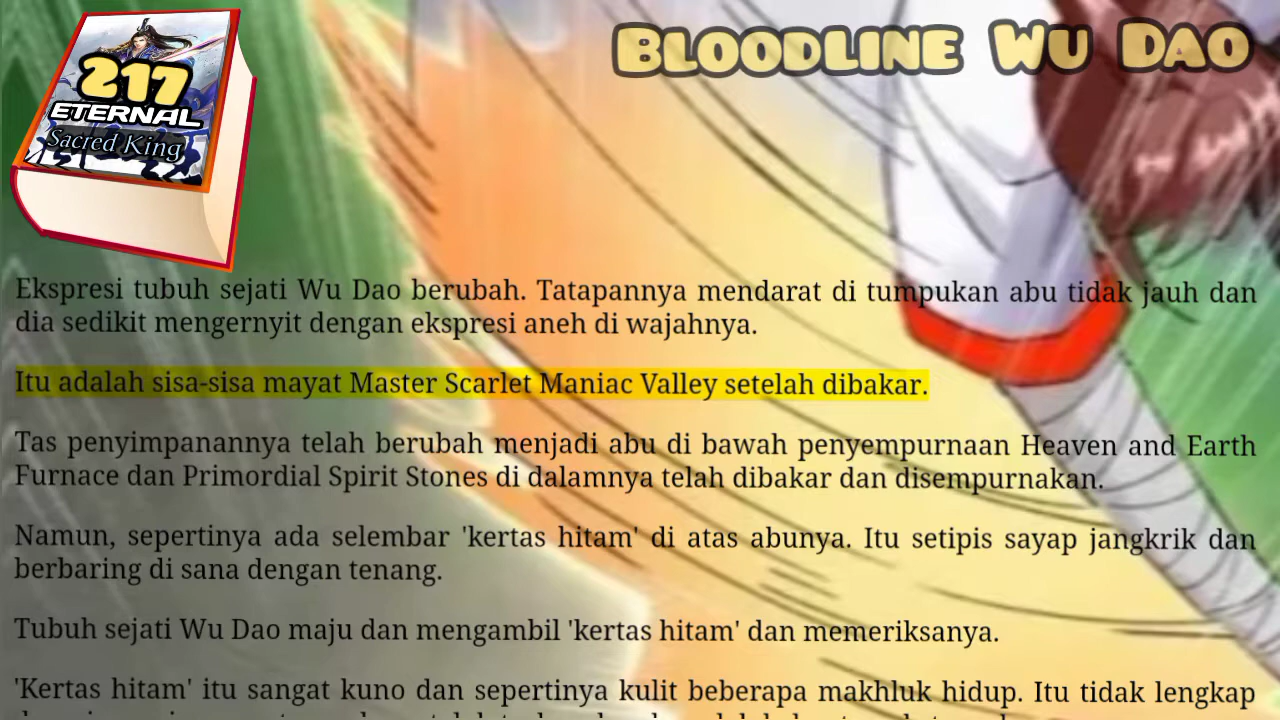 BLOODLINE WU DAO
217
ETERNAL
Sacred King
Ekspresi tubuh sejati Wu Dao berubah. Tatapannya mendarat di tumpukan abu tidak jauh dan
dia sedikit mengernyit dengan ekspresi aneh di wajahnya.
Itu adalah sisa-sisa mayat Master Scarlet Maniac Valley setelah dibakar.
Tas penyimpanannya telah berubah menjadi abu di bawah penyempurnaan Heaven and Earth
Furnace dan Primordial Spirit Stones di dalamnya telah dibakar dan disempurnakan.
Namun, sepertinya ada selembar 'kertas hitam' di atas abunya. Itu setipis sayap jangkrik dan
berbaring di sana dengan tenang.
Tubuh sejati Wu Dao maju dan mengambil 'kertas hitam' dan memeriksanya.
'Kertas hitam' itu sangat kuno dan sepertinya kulit beberapa makhluk hidup. Itu tidak lengkap